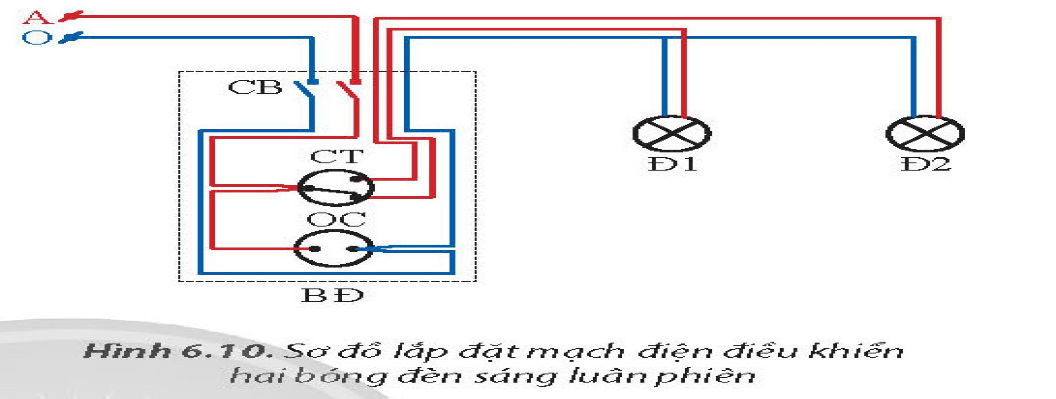 A
O
CB
CT
OC
BĐ
Đ1
Đ2
Hình 6.10. Sơ đồ lắp đặt mạch điện điều khiển
hai bóng đèn sáng luân phiên